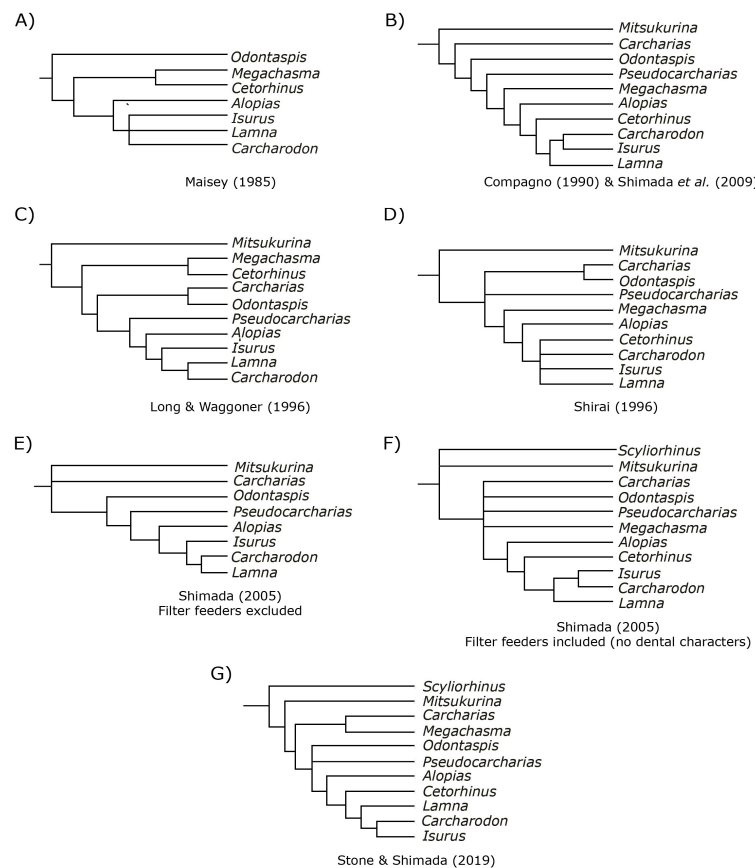 A)
Odontaspis
Megachasma
Cetorhinus
Alopias
Isurus
Lamna
Carcharodon
Maisey (1985)
B)
Mitsukurina
Carcharias
Odontaspis
Pseudocarcharias
Megachasma
Alopias
Cetorhinus
Carcharodon
Isurus
Lamna
Compagno (1990) & Shimada et al. (2009)
C)
Mitsukurina
Megachasma
Cetorhinus
Carcharias
Odontaspis
Pseudocarcharias
Alopias
Isurus
Lamna
Carcharodon
Long & Waggoner (1996)
D)
Mitsukurina
Carcharias
Odontaspis
Pseudocarcharias
Megachasma
Alopias
Cetorhinus
Carcharodon
Isurus
Lamna
Shirai (1996)
E)
Mitsukurina
Carcharias
Odontaspis
Pseudocarcharias
Alopias
Isurus
Carcharodon
Lamna
Shimada (2005)
Filter feeders excluded
F)
Scyliorhinus
Mitsukurina
Carcharias
Odontaspis
Pseudocarcharias
Megachasma
Alopias
Cetorhinus
Isurus
Carcharodon
Lamna
Shimada (2005)
Filter feeders included (no dental characters)
G)
Scyliorhinus
Mitsukurina
Carcharias
Megachasma
Odontaspis
Pseudocarcharias
Alopias
Cetorhinus
Lamna
Carcharodon
Isurus
Stone & Shimada (2019)